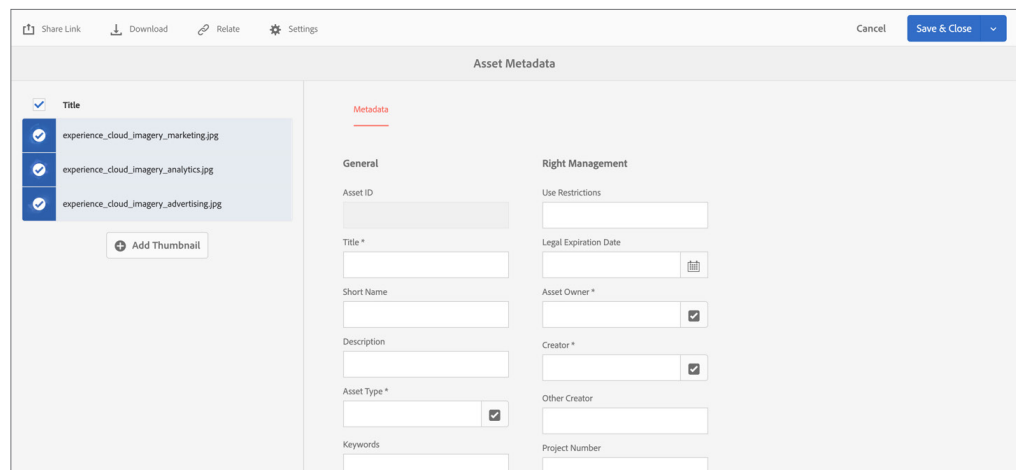 Share Link
Download
Relate
Settings
Cancel
Save & Close
Asset Metadata
Title
experience_cloud_imagery_marketing.jpg
experience_cloud_imagery_analytics.jpg
experience_cloud_imagery_advertising.jpg
Add Thumbnail
Metadata
General
Asset ID
Title *
Short Name
Description
Asset Type *
Keywords
Right Management
Use Restrictions
Legal Expiration Date
Asset Owner *
Creator *
Other Creator
Project Number